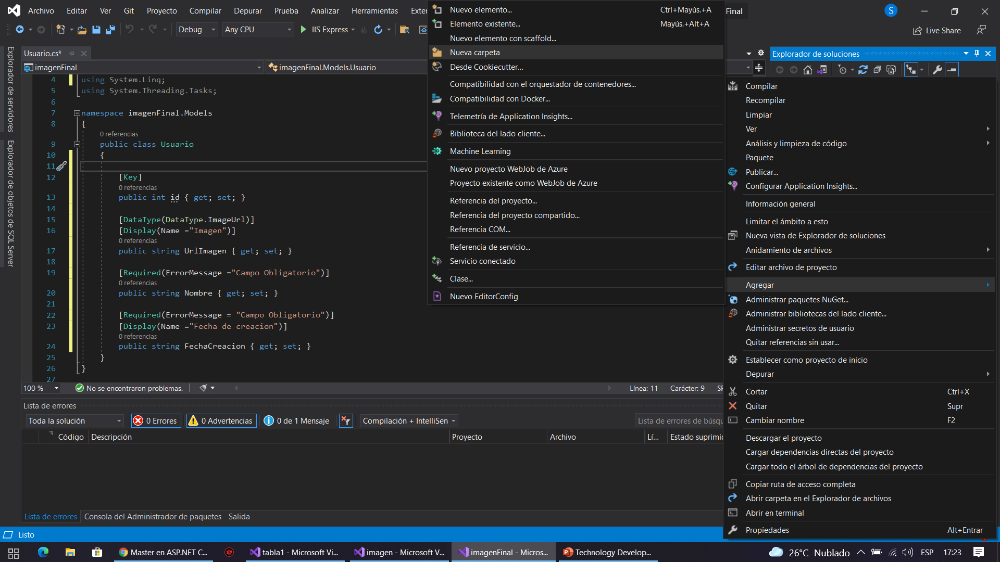 Archivo Editar Ver Git Proyecto Compilar Depurar Prueba Analizar Herramientas Exter
Final
S
Debug Any CPU IIS Express
Live Share
Explorador de servidores
Explorador de objetos de SQL Server
Usuario.cs*
imagenFinal imagenFinal.Models.Usuario
4 using System.Linq;
5 using System.Threading.Tasks;
6
7 namespace imagenFinal.Models
8 {
0 referencias
9 public class Usuario
10 {
11
12 [Key]
0 referencias
13 public int id { get; set; }
14
15 [DataType(DataType.ImageUrl)]
16 [Display(Name ="Imagen")]
0 referencias
17 public string UrlImagen { get; set; }
18
19 [Required(ErrorMessage ="Campo Obligatorio")]
0 referencias
20 public string Nombre { get; set; }
21
22 [Required(ErrorMessage = "Campo Obligatorio")]
23 [Display(Name ="Fecha de creacion")]
0 referencias
24 public string FechaCreacion { get; set; }
25 }
26 }
27
100 % No se encontraron problemas. Línea: 11 Carácter: 9
Nuevo elemento... Ctrl+Mayús.+A
Elemento existente... Mayús.+Alt+A
Nuevo elemento con scaffold...
Nueva carpeta
Desde Cookiecutter...
Compatibilidad con el orquestador de contenedores...
Compatibilidad con Docker...
Telemetría de Application Insights...
Biblioteca del lado cliente...
Machine Learning
Nuevo proyecto WebJob de Azure
Proyecto existente como WebJob de Azure
Referencia del proyecto...
Referencia del proyecto compartido...
Referencia COM...
Referencia de servicio...
Servicio conectado
Clase...
Nuevo EditorConfig
Explorador de soluciones
Compilar
Recompilar
Limpiar
Ver
Análisis y limpieza de código
Paquete
Publicar...
Configurar Application Insights...
Información general
Limitar el ámbito a esto
Nueva vista de Explorador de soluciones
Anidamiento de archivos
Editar archivo de proyecto
Agregar
Administrar paquetes NuGet...
Administrar bibliotecas del lado cliente...
Administrar secretos de usuario
Quitar referencias sin usar...
Establecer como proyecto de inicio
Depurar
Cortar Ctrl+X
Quitar Supr
Cambiar nombre F2
Descargar el proyecto
Cargar dependencias directas del proyecto
Cargar todo el árbol de dependencias del proyecto
Copiar ruta de acceso completa
Abrir carpeta en el Explorador de archivos
Abrir en terminal
Propiedades Alt+Entrar
Lista de errores
Toda la solución 0 Errores 0 Advertencias 0 de 1 Mensaje Compilación + IntelliSen Lista de errores de búsqu
Código Descripción Proyecto Archivo Lí... Estado suprimi
Lista de errores Consola del Administrador de paquetes Salida
Listo
Master en ASP.NET C... tabla1 - Microsoft Vi... imagen - Microsoft V... imagenFinal - Micros... Technology Develop... 26°C Nublado ESP 17:23